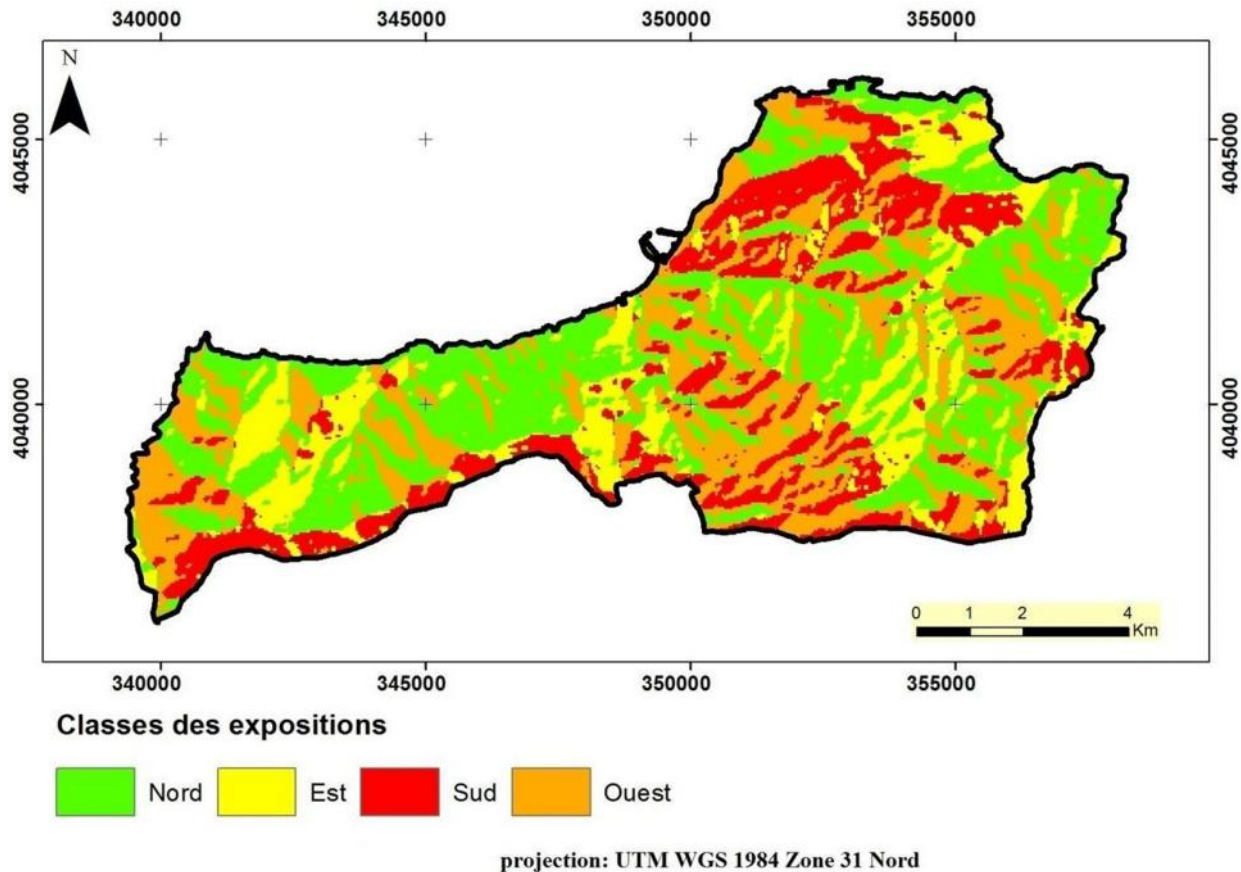 340000 345000 350000 355000
N
4045000 4045000
4040000 4040000
0 1 2 4
Km
340000 345000 350000 355000
Classes des expositions
Nord Est Sud Ouest
projection: UTM WGS 1984 Zone 31 Nord